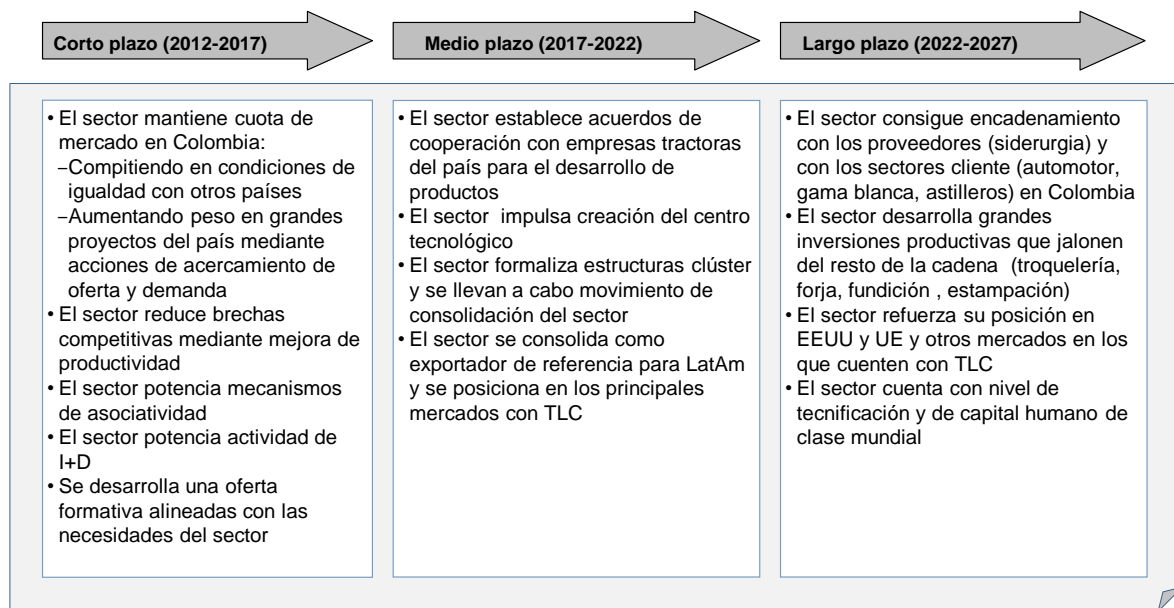 Corto plazo (2012-2017)
Medio plazo (2017-2022)
Largo plazo (2022-2027)
• El sector mantiene cuota de
mercado en Colombia:
–Compitiendo en condiciones de
igualdad con otros países
–Aumentando peso en grandes
proyectos del país mediante
acciones de acercamiento de
oferta y demanda
• El sector reduce brechas
competitivas mediante mejora de
productividad
• El sector potencia mecanismos
de asociatividad
• El sector potencia actividad de
I+D
• Se desarrolla una oferta
formativa alineadas con las
necesidades del sector
• El sector establece acuerdos de
cooperación con empresas tractoras
del país para el desarrollo de
productos
• El sector impulsa creación del centro
tecnológico
• El sector formaliza estructuras clúster
y se llevan a cabo movimiento de
consolidación del sector
• El sector se consolida como
exportador de referencia para LatAm
y se posiciona en los principales
mercados con TLC
• El sector consigue encadenamiento
con los proveedores (siderurgia) y
con los sectores cliente (automotor,
gama blanca, astilleros) en Colombia
• El sector desarrolla grandes
inversiones productivas que jalonen
del resto de la cadena (troquelería,
forja, fundición , estampación)
• El sector refuerza su posición en
EEUU y UE y otros mercados en los
que cuenten con TLC
• El sector cuenta con nivel de
tecnificación y de capital humano de
clase mundial